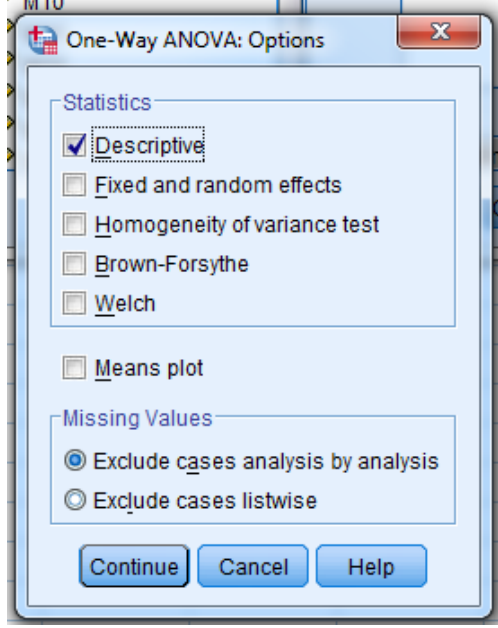 M10
One-Way ANOVA: Options
Statistics
Descriptive
Fixed and random effects
Homogeneity of variance test
Brown-Forsythe
Welch
Means plot
Missing Values
Exclude cases analysis by analysis
Exclude cases listwise
Continue Cancel Help